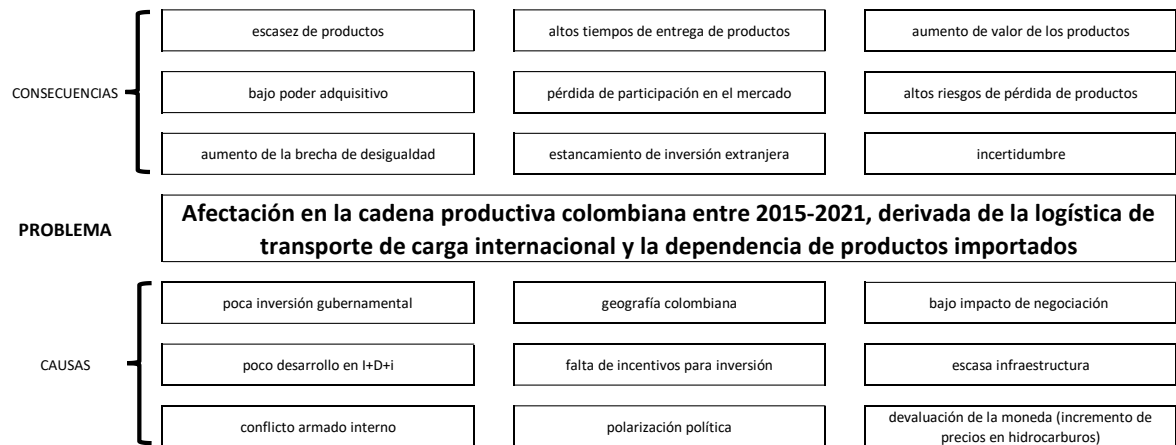 escasez de productos
altos tiempos de entrega de productos
aumento de valor de los productos
CONSECUENCIAS
bajo poder adquisitivo
pérdida de participación en el mercado
altos riesgos de pérdida de productos
aumento de la brecha de desigualdad
estancamiento de inversión extranjera
incertidumbre
PROBLEMA
Afectación en la cadena productiva colombiana entre 2015-2021, derivada de la logística de
transporte de carga internacional y la dependencia de productos importados
poca inversión gubernamental
geografía colombiana
bajo impacto de negociación
CAUSAS
poco desarrollo en I+D+i
falta de incentivos para inversión
escasa infraestructura
conflicto armado interno
polarización política
devaluación de la moneda (incremento de
precios en hidrocarburos)